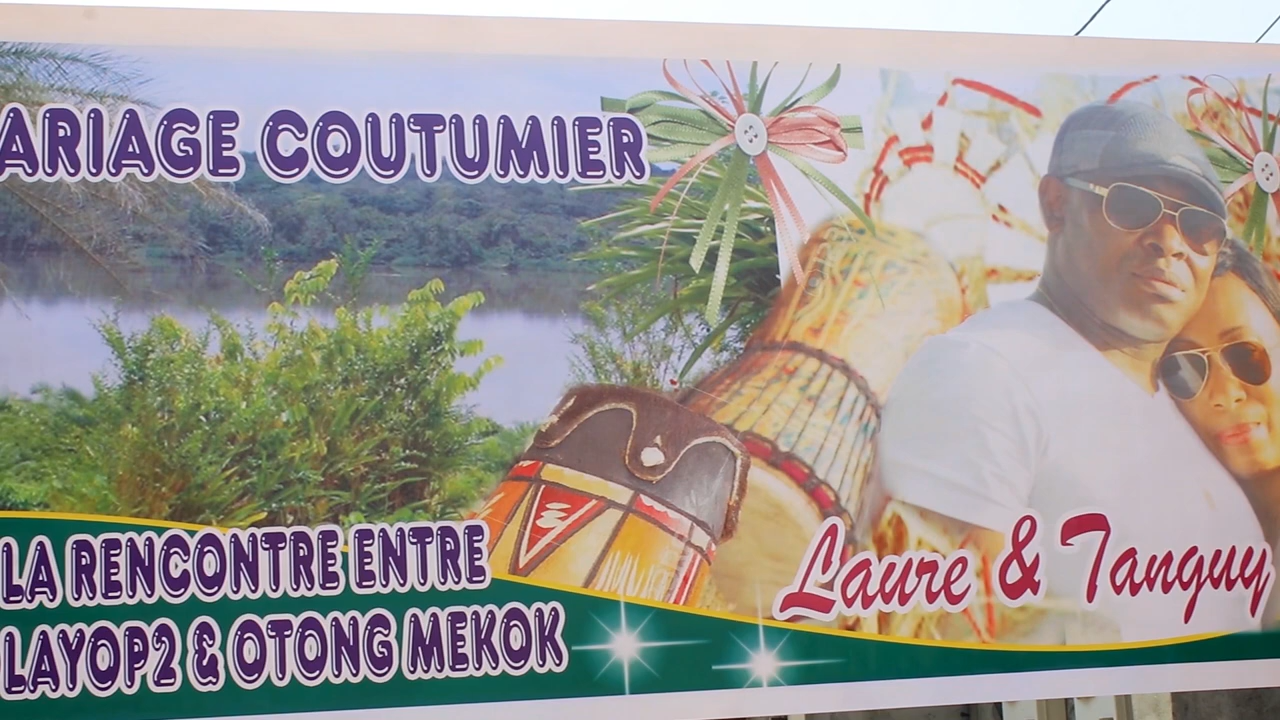 ARIAGE COUTUMIER
LA RENCONTRE ENTRE
LAYOP2 & OTONG MEKOK
Laure & Tanguy